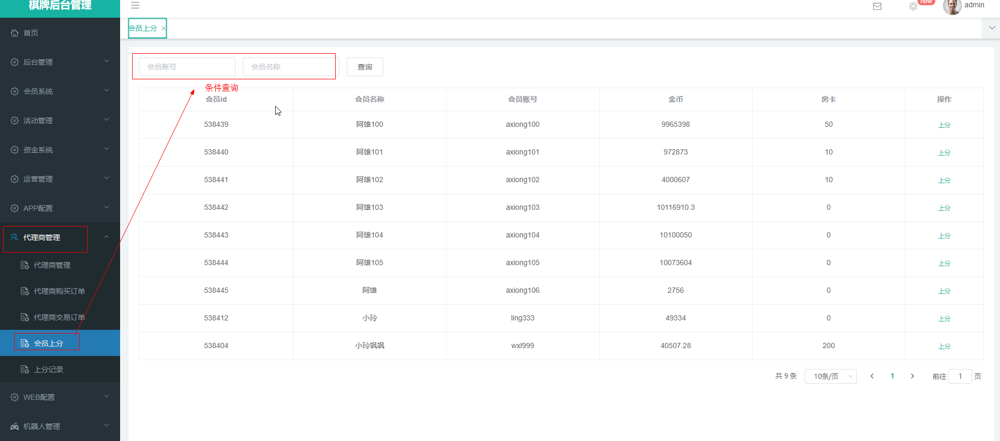 棋牌后台管理
new
admin
首页
后台管理
会员系统
活动管理
资金系统
运营管理
APP配置
代理商管理
代理商管理
代理商购买订单
代理商交易订单
会员上分
上分记录
WEB配置
机器人管理
会员上分
会员账号 会员名称 查询
条件查询
会员id 会员名称 会员账号 金币 房卡 操作
538439 阿雄100 axiong100 9965398 50 上分
538440 阿雄101 axiong101 972873 10 上分
538441 阿雄102 axiong102 4000607 10 上分
538442 阿雄103 axiong103 10116910.3 0 上分
538443 阿雄104 axiong104 10100050 0 上分
538444 阿雄105 axiong105 10073604 0 上分
538445 阿雄 axiong106 2756 0 上分
538412 小玲 ling333 49334 0 上分
538404 小玲飒飒 wxl999 40507.28 200 上分
共 9 条 10条/页 1 前往 1 页